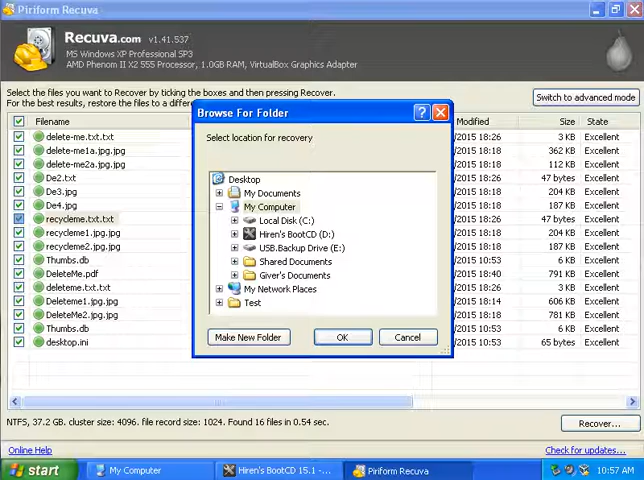 Piriform Recuva
Recuva.com v1.41.537
MS Windows XP Professional SP3
AMD Phenom II X2 555 Processor, 1.0GB RAM, VirtualBox Graphics Adapter
Select the files you want to Recover by ticking the boxes and then pressing Recover.
For the best results, restore the files to a differe
Switch to advanced mode
Filename Modified Size State
delete-me.txt.txt /2015 18:26 3 KB Excellent
delete-me1a.jpg.jpg /2015 18:18 362 KB Excellent
delete-me2a.jpg.jpg /2015 18:18 112 KB Excellent
De2.txt /2015 18:26 47 bytes Excellent
De3.jpg /2015 18:18 204 KB Excellent
De4.jpg /2015 18:18 187 KB Excellent
recycleme.txt.txt /2015 18:26 47 bytes Excellent
recycleme1.jpg.jpg /2015 18:18 204 KB Excellent
recycleme2.jpg.jpg /2015 18:18 187 KB Excellent
Thumbs.db /2015 10:53 6 KB Excellent
DeleteMe.pdf /2015 18:40 791 KB Excellent
deleteme.txt.txt /2015 18:26 3 KB Excellent
Deleteme1.jpg.jpg /2015 18:14 606 KB Excellent
DeleteMe2.jpg.jpg /2015 18:18 781 KB Excellent
Thumbs.db /2015 10:53 6 KB Excellent
desktop.ini /2015 10:53 65 bytes Excellent
Browse For Folder
Select location for recovery
Desktop
My Documents
My Computer
Local Disk (C:)
Hiren's BootCD (D:)
USB.Backup Drive (E:)
Shared Documents
Giver's Documents
My Network Places
Test
Make New Folder OK Cancel
NTFS, 37.2 GB. cluster size: 4096. file record size: 1024. Found 16 files in 0.54 sec.
Recover...
Online Help
Check for updates...
start My Computer Hiren's BootCD 15.1 -... Piriform Recuva 10:57 AM